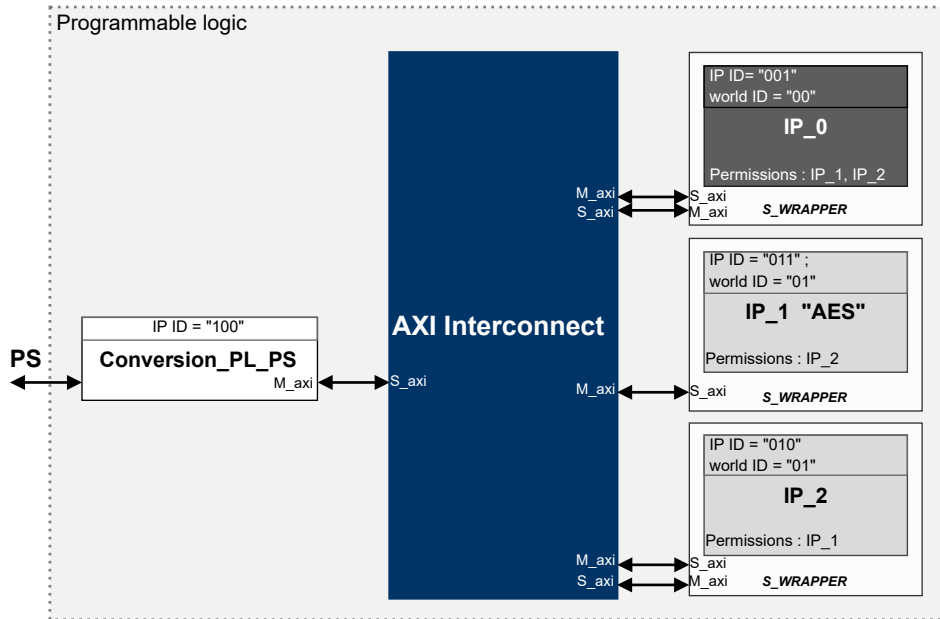 Programmable logic
IP ID= "001"
world ID = "00"
IP_0
Permissions : IP_1, IP_2
M_axi
S_axi
S_axi
M_axi
S_WRAPPER
IP ID = "011" ;
world ID = "01"
IP_1 "AES"
Permissions : IP_2
M_axi
S_axi
S_WRAPPER
AXI Interconnect
IP ID = "100"
Conversion_PL_PS
M_axi
S_axi
PS
IP ID = "010"
world ID = "01"
IP_2
Permissions : IP_1
M_axi
S_axi
S_axi
M_axi
S_WRAPPER